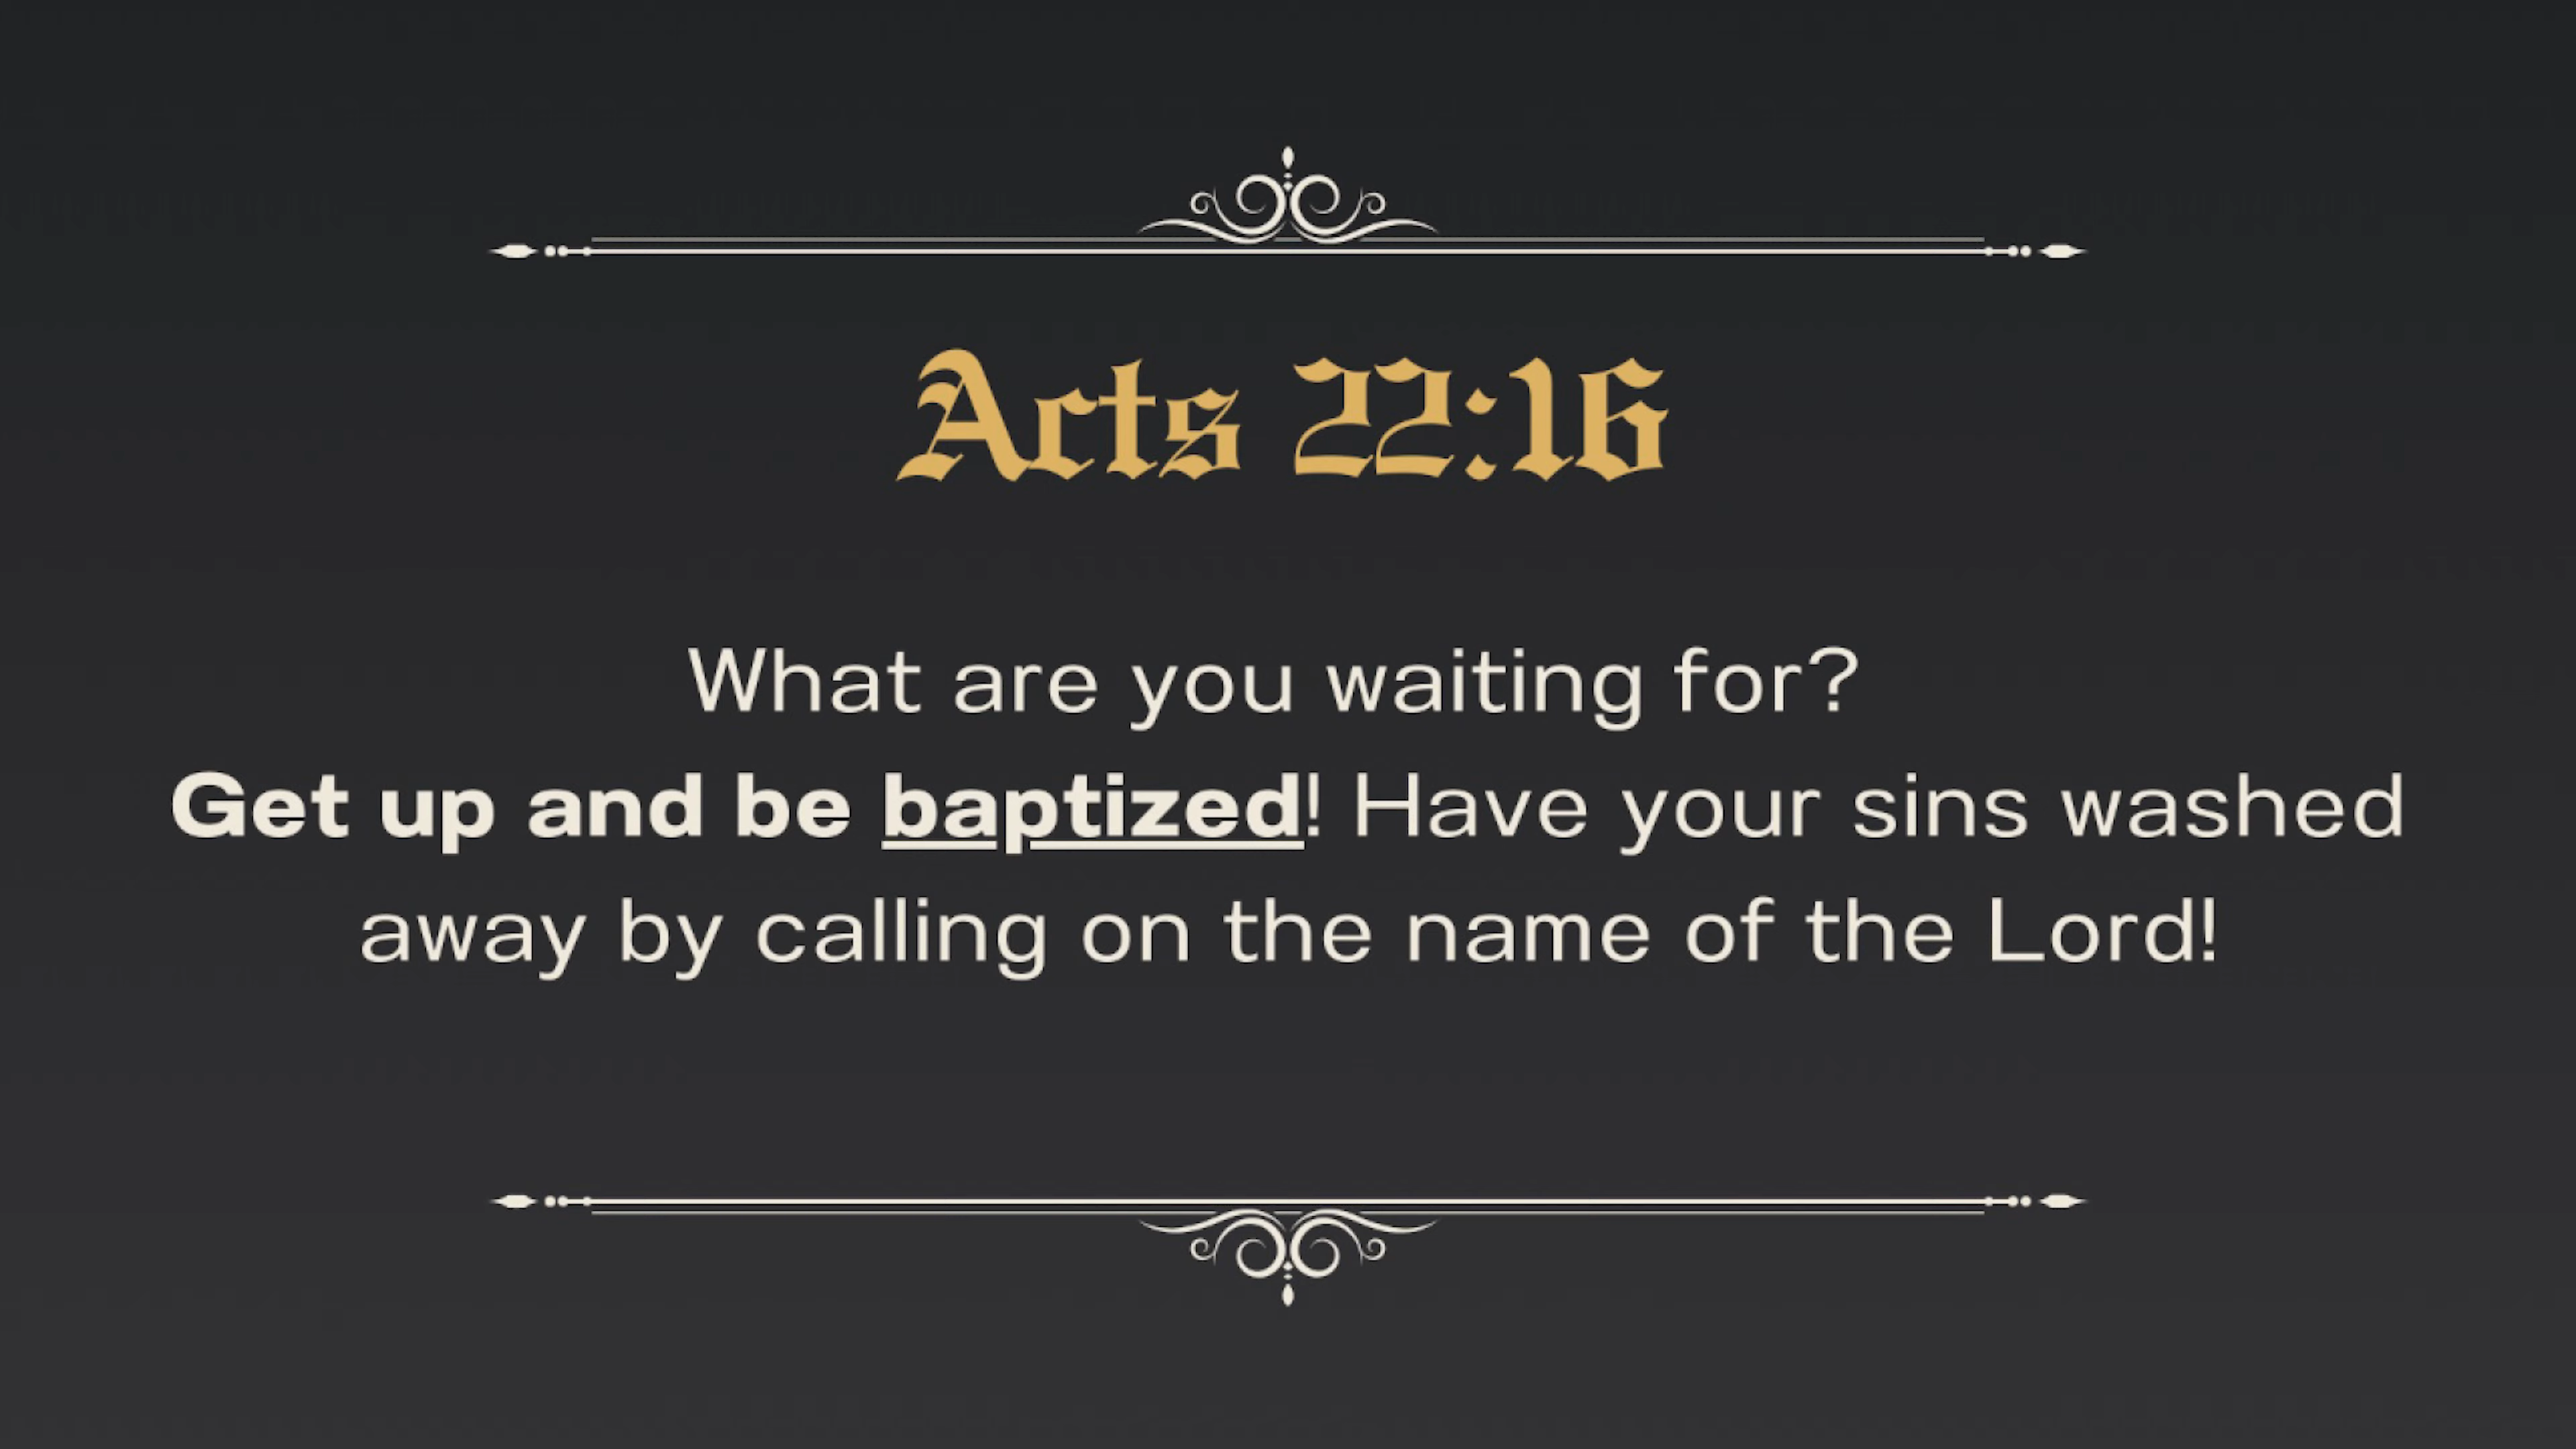 Acts 22:16
What are you waiting for?
Get up and be baptized! Have your sins washed
away by calling on the name of the Lord!